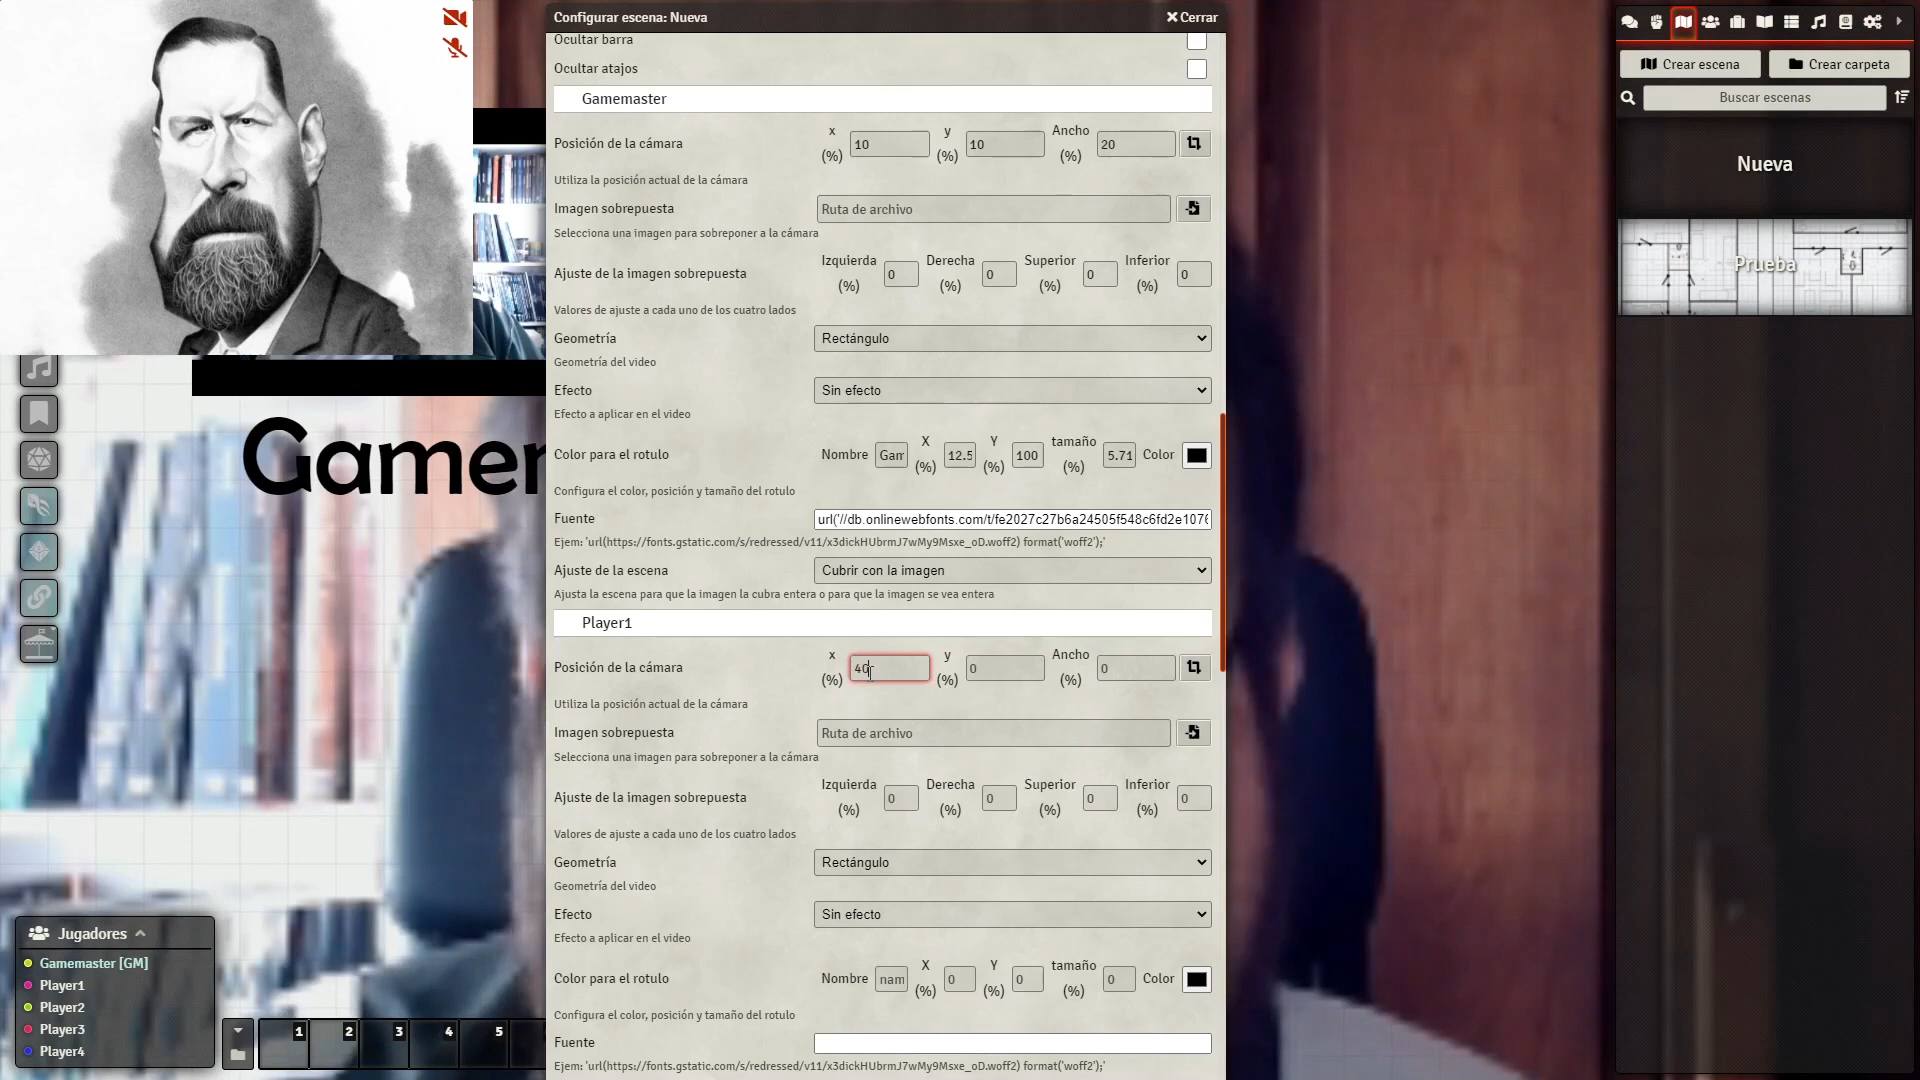 Configurar escena: Nueva
Cerrar
Ocultar barra
Ocultar atajos
Gamemaster
Posición de la cámara x (%) 10 y (%) 10 Ancho (%) 20
Utiliza la posición actual de la cámara
Imagen sobrepuesta Ruta de archivo
Selecciona una imagen para sobreponer a la cámara
Ajuste de la imagen sobrepuesta Izquierda (%) 0 Derecha (%) 0 Superior (%) 0 Inferior (%) 0
Valores de ajuste a cada uno de los cuatro lados
Geometría Rectángulo
Geometría del video
Efecto Sin efecto
Efecto a aplicar en el video
Color para el rotulo Nombre Gam X (%) 12.5 Y (%) 100 tamaño (%) 5.71 Color
Configura el color, posición y tamaño del rotulo
Fuente url('//db.onlinewebfonts.com/t/fe2027c27b6a24505f548c6fd2e1076
Ejem: 'url(https://fonts.gstatic.com/s/redressed/v11/x3dickHUbrmJ7wMy9Msxe_oD.woff2) format('woff2');'
Ajuste de la escena Cubrir con la imagen
Ajusta la escena para que la imagen la cubra entera o para que la imagen se vea entera
Player1
Posición de la cámara x (%) 40 y (%) 0 Ancho (%) 0
Utiliza la posición actual de la cámara
Imagen sobrepuesta Ruta de archivo
Selecciona una imagen para sobreponer a la cámara
Ajuste de la imagen sobrepuesta Izquierda (%) 0 Derecha (%) 0 Superior (%) 0 Inferior (%) 0
Valores de ajuste a cada uno de los cuatro lados
Geometría Rectángulo
Geometría del video
Efecto Sin efecto
Efecto a aplicar en el video
Color para el rotulo Nombre nam X (%) 0 Y (%) 0 tamaño (%) 0 Color
Configura el color, posición y tamaño del rotulo
Fuente
Ejem: 'url(https://fonts.gstatic.com/s/redressed/v11/x3dickHUbrmJ7wMy9Msxe_oD.woff2) format('woff2');'
Gamer
Jugadores
Gamemaster [GM]
Player1
Player2
Player3
Player4
1 2 3 4 5
Crear escena
Crear carpeta
Buscar escenas
Nueva
Prueba